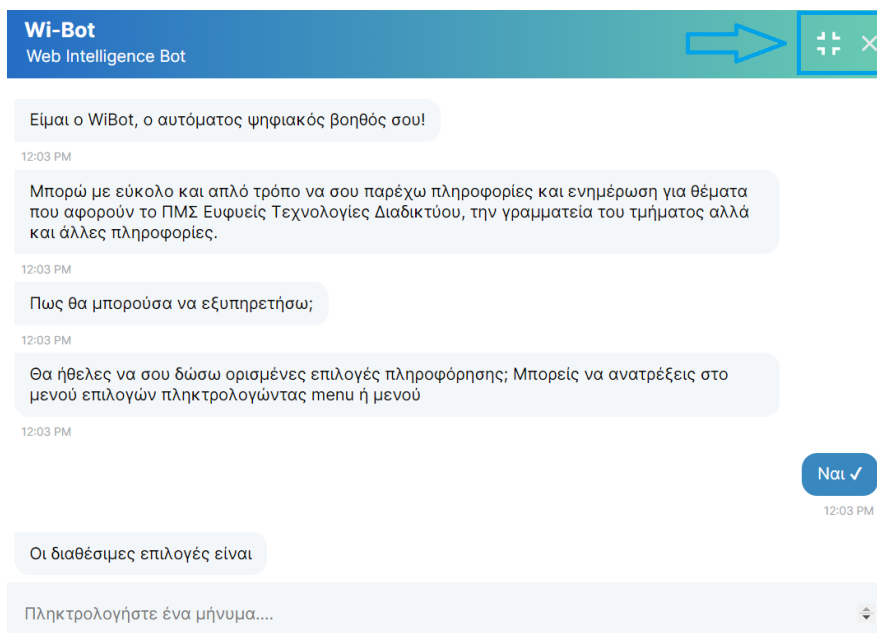 Wi-Bot
Web Intelligence Bot
Είμαι ο WiBot, ο αυτόματος ψηφιακός βοηθός σου!
12:03 PM
Μπορώ με εύκολο και απλό τρόπο να σου παρέχω πληροφορίες και ενημέρωση για θέματα
που αφορούν το ΠΜΣ Ευφυείς Τεχνολογίες Διαδικτύου, την γραμματεία του τμήματος αλλά
και άλλες πληροφορίες.
12:03 PM
Πως θα μπορούσα να εξυπηρετήσω;
12:03 PM
Θα ήθελες να σου δώσω ορισμένες επιλογές πληροφόρησης; Μπορείς να ανατρέξεις στο
μενού επιλογών πληκτρολογώντας menu ή μενού
12:03 PM
Ναι ✓
12:03 PM
Οι διαθέσιμες επιλογές είναι
Πληκτρολογήστε ένα μήνυμα....